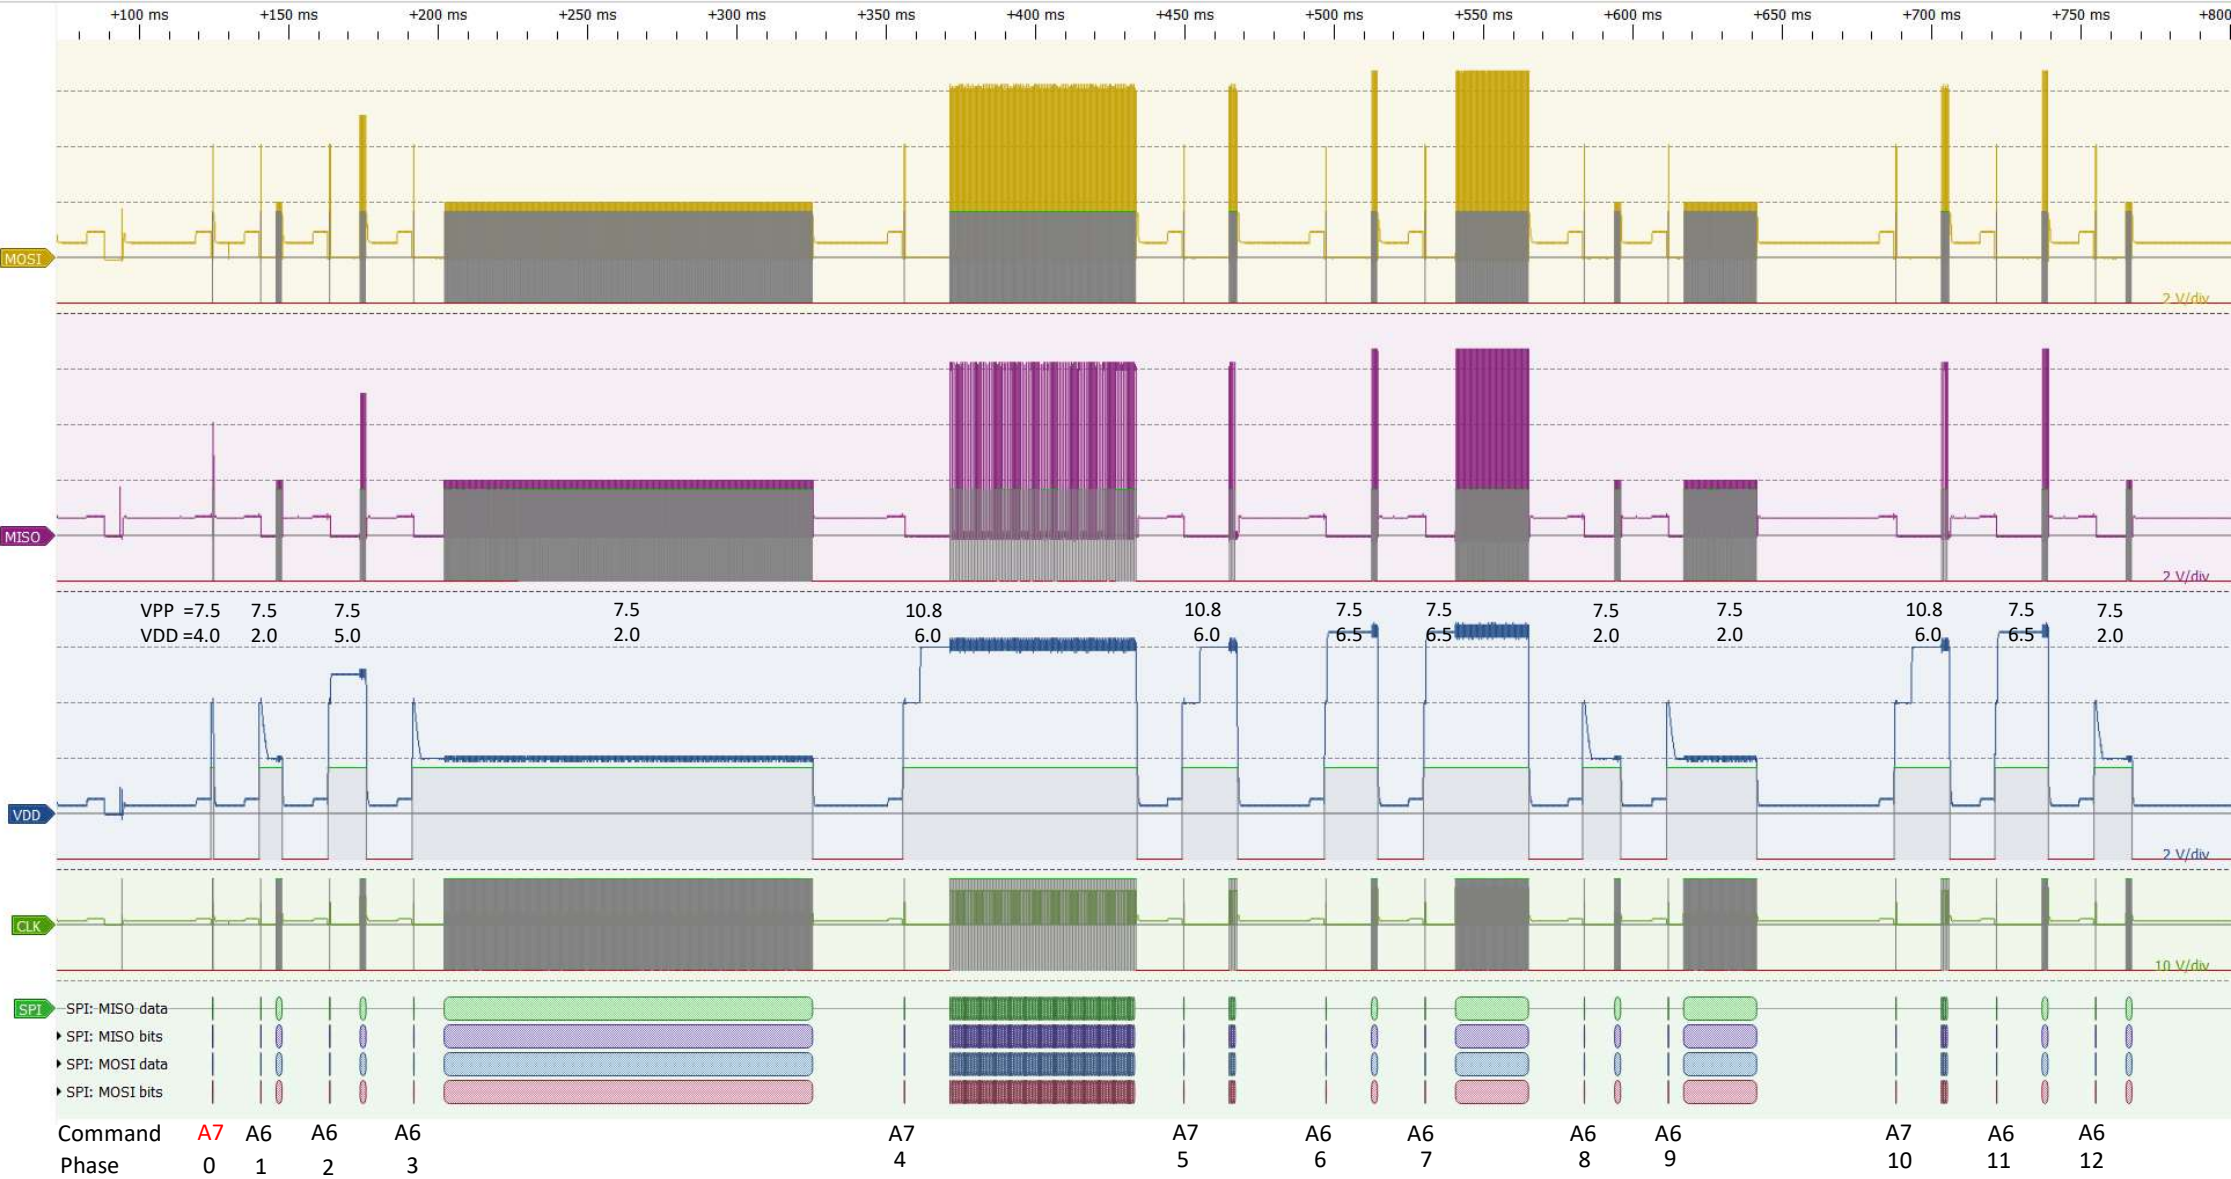 +100 ms +150 ms +200 ms +250 ms +300 ms +350 ms +400 ms +450 ms +500 ms +550 ms +600 ms +650 ms +700 ms +750 ms +800
MOSI
2 V/div
MISO
2 V/div
VPP =7.5 7.5 7.5 7.5 10.8 10.8 7.5 7.5 7.5 7.5 10.8 7.5 7.5
VDD =4.0 2.0 5.0 2.0 6.0 6.0 6.5 6.5 2.0 2.0 6.0 6.5 2.0
VDD
2 V/div
CLK
10 V/div
SPI SPI: MISO data
SPI: MISO bits
SPI: MOSI data
SPI: MOSI bits
Command A7 A6 A6 A6 A7 A7 A6 A6 A6 A6 A7 A6 A6
Phase 0 1 2 3 4 5 6 7 8 9 10 11 12